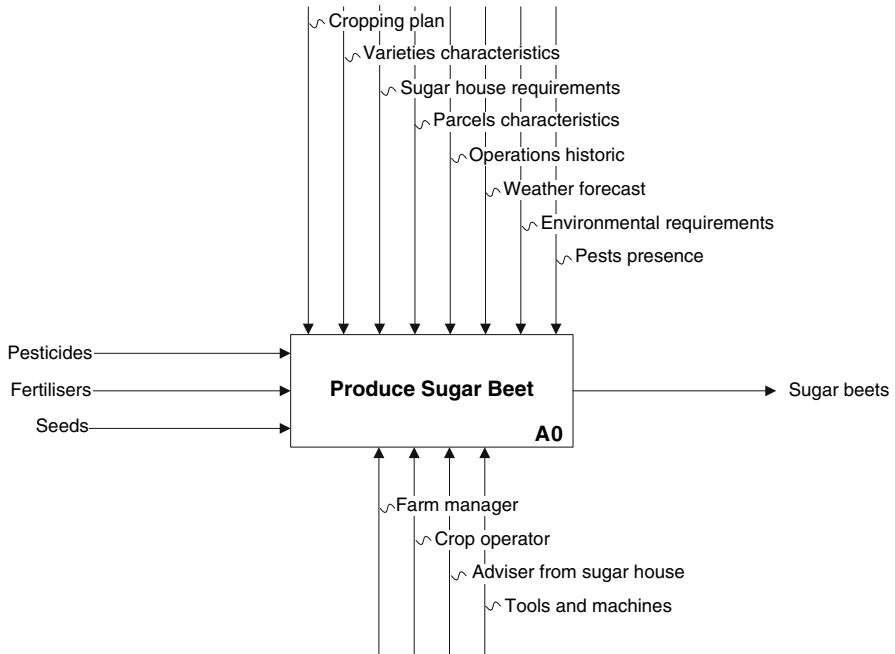 Cropping plan
Varieties characteristics
Sugar house requirements
Parcels characteristics
Operations historic
Weather forecast
Environmental requirements
Pests presence
Pesticides
Fertilisers
Seeds
Produce Sugar Beet
A0
Sugar beets
Farm manager
Crop operator
Adviser from sugar house
Tools and machines